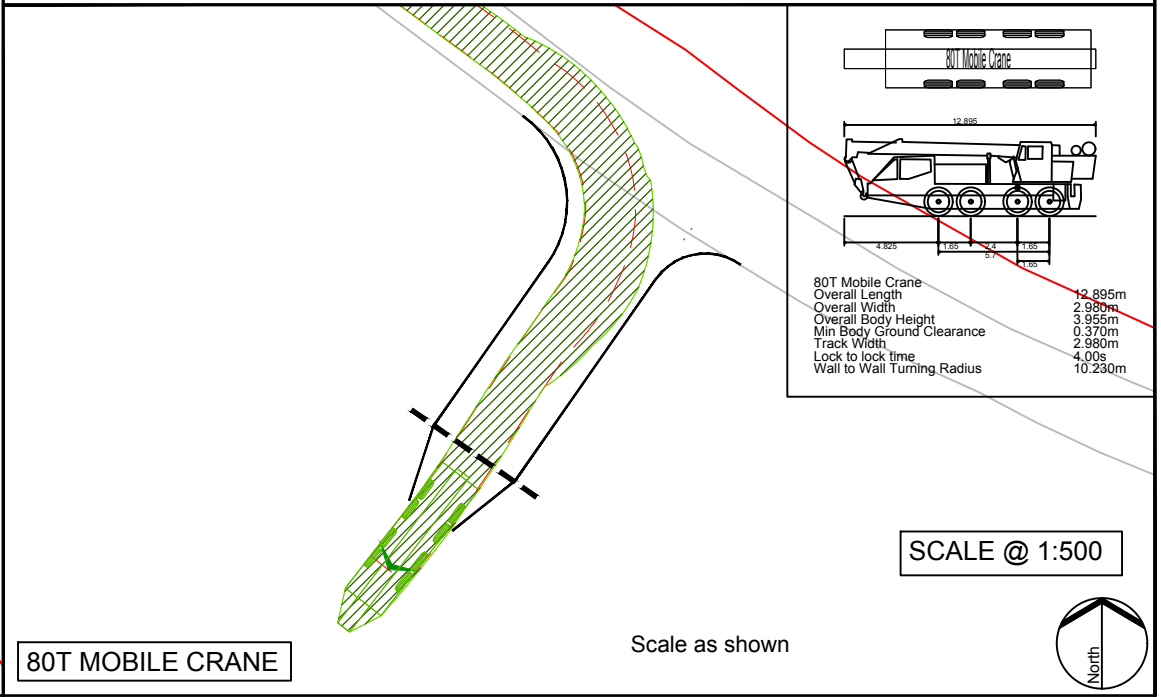 80T Mobile Crane
12.895
4.825
1.65
2.4
1.65
5.7
1.65
80T Mobile Crane
Overall Length 12.895m
Overall Width 2.980m
Overall Body Height 3.955m
Min Body Ground Clearance 0.370m
Track Width 2.980m
Lock to lock time 4.00s
Wall to Wall Turning Radius 10.230m
SCALE @ 1:500
Scale as shown
80T MOBILE CRANE
North